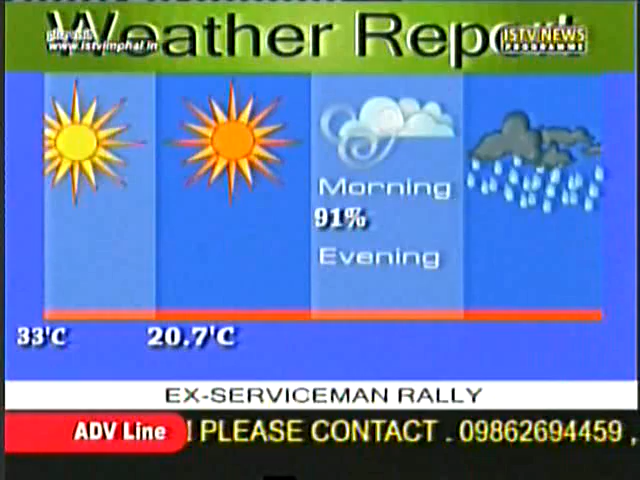 Weather Report
www.istvimphal.in
ISTV NEWS
PROGRAMME
Morning
91%
Evening
33'C
20.7'C
EX-SERVICEMAN RALLY
ADV Line
PLEASE CONTACT . 09862694459 ,